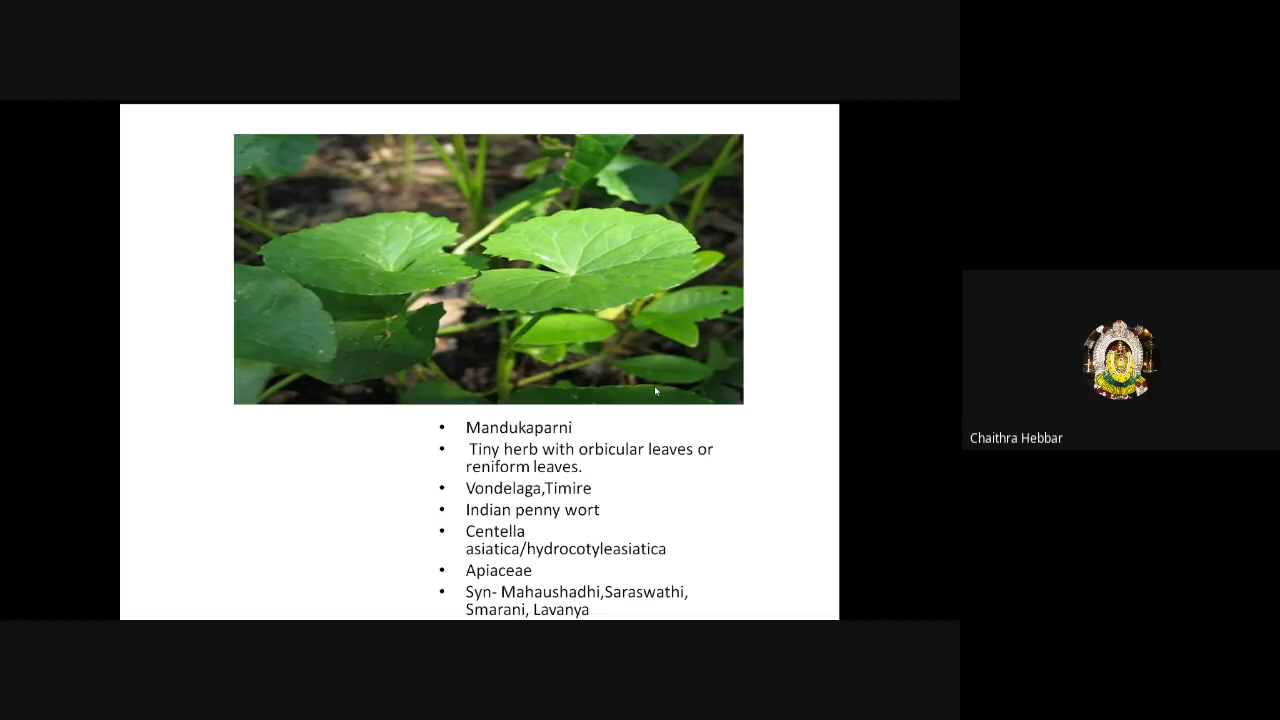 • Mandukaparni
• Tiny herb with orbicular leaves or
reniform leaves.
• Vondelaga,Timire
• Indian penny wort
• Centella
asiatica/hydrocotyleasiatica
• Apiaceae
• Syn- Mahaushadhi,Saraswathi,
Smarani, Lavanya
Chaithra Hebbar